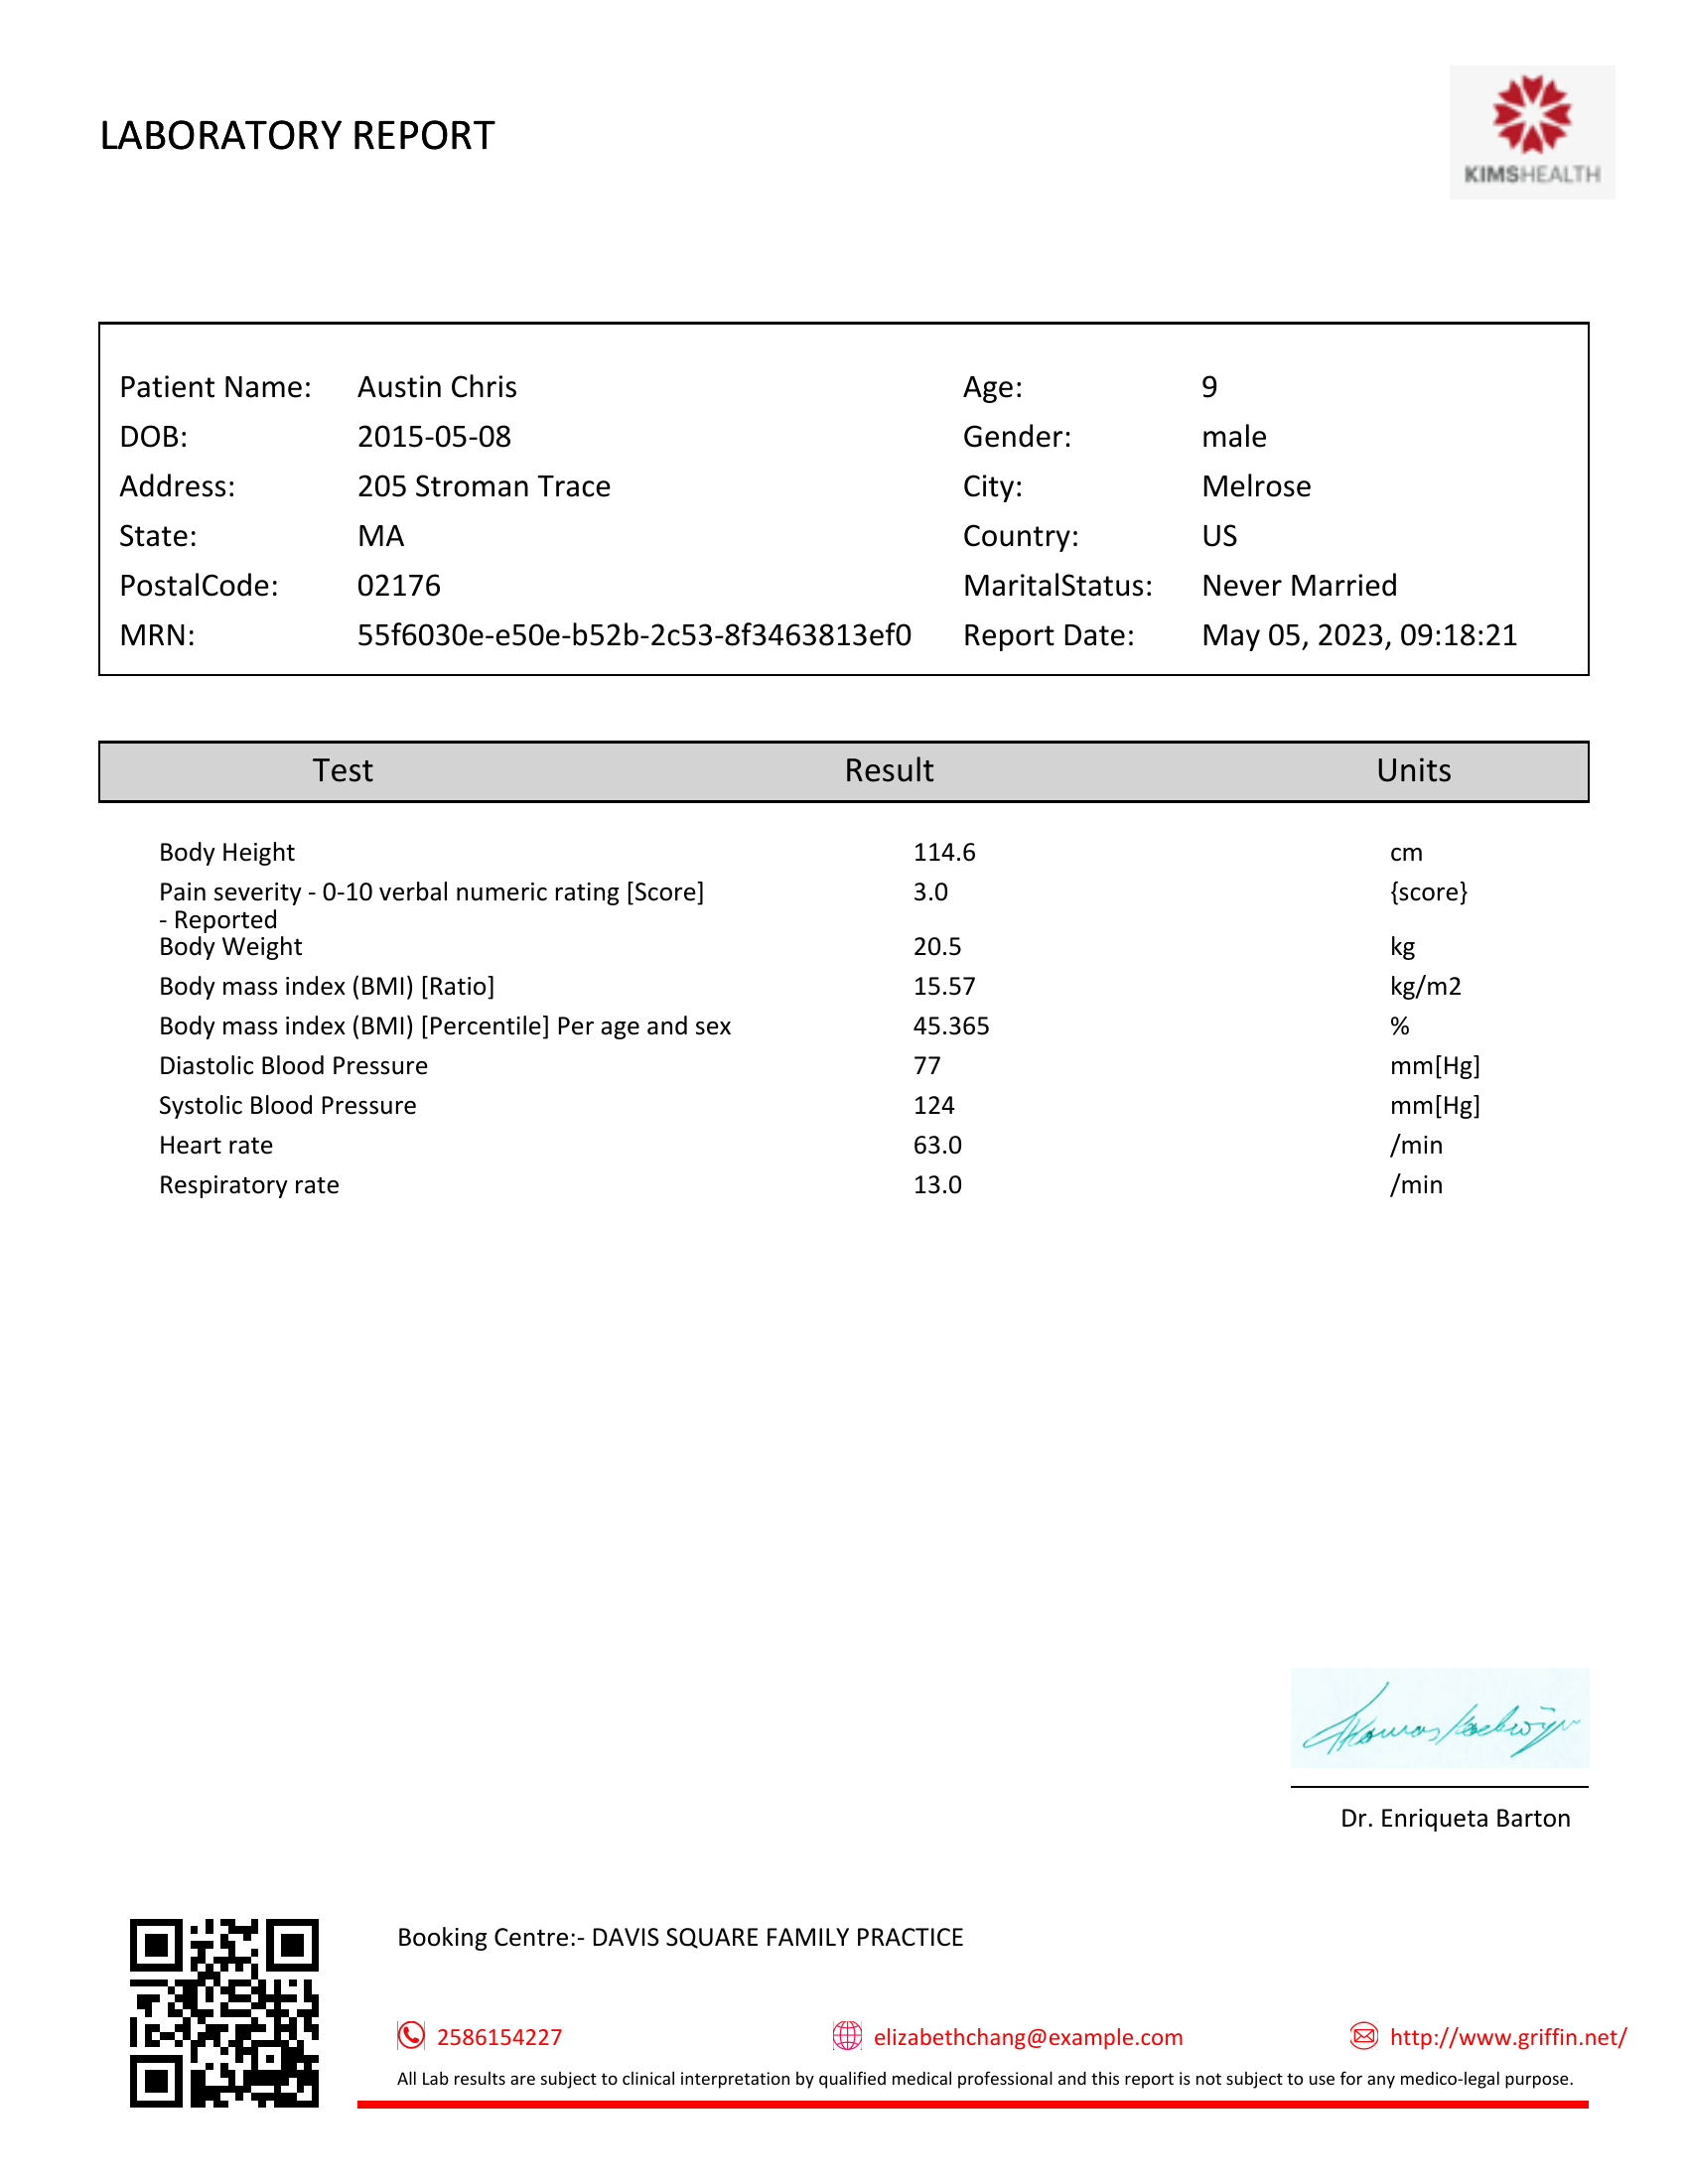 LABORATORY REPORT
KIMSHEALTH
Patient Name: Austin Chris Age: 9
DOB: 2015-05-08 Gender: male
Address: 205 Stroman Trace City: Melrose
State: MA Country: US
PostalCode: 02176 MaritalStatus: Never Married
MRN: 55f6030e-e50e-b52b-2c53-8f3463813ef0 Report Date: May 05, 2023, 09:18:21
Test Result Units
Body Height 114.6 cm
Pain severity - 0-10 verbal numeric rating [Score] 3.0 {score}
- Reported
Body Weight 20.5 kg
Body mass index (BMI) [Ratio] 15.57 kg/m2
Body mass index (BMI) [Percentile] Per age and sex 45.365 %
Diastolic Blood Pressure 77 mm[Hg]
Systolic Blood Pressure 124 mm[Hg]
Heart rate 63.0 /min
Respiratory rate 13.0 /min
Dr. Enriqueta Barton
Booking Centre:- DAVIS SQUARE FAMILY PRACTICE
2586154227 elizabethchang@example.com http://www.griffin.net/
All Lab results are subject to clinical interpretation by qualified medical professional and this report is not subject to use for any medico-legal purpose.